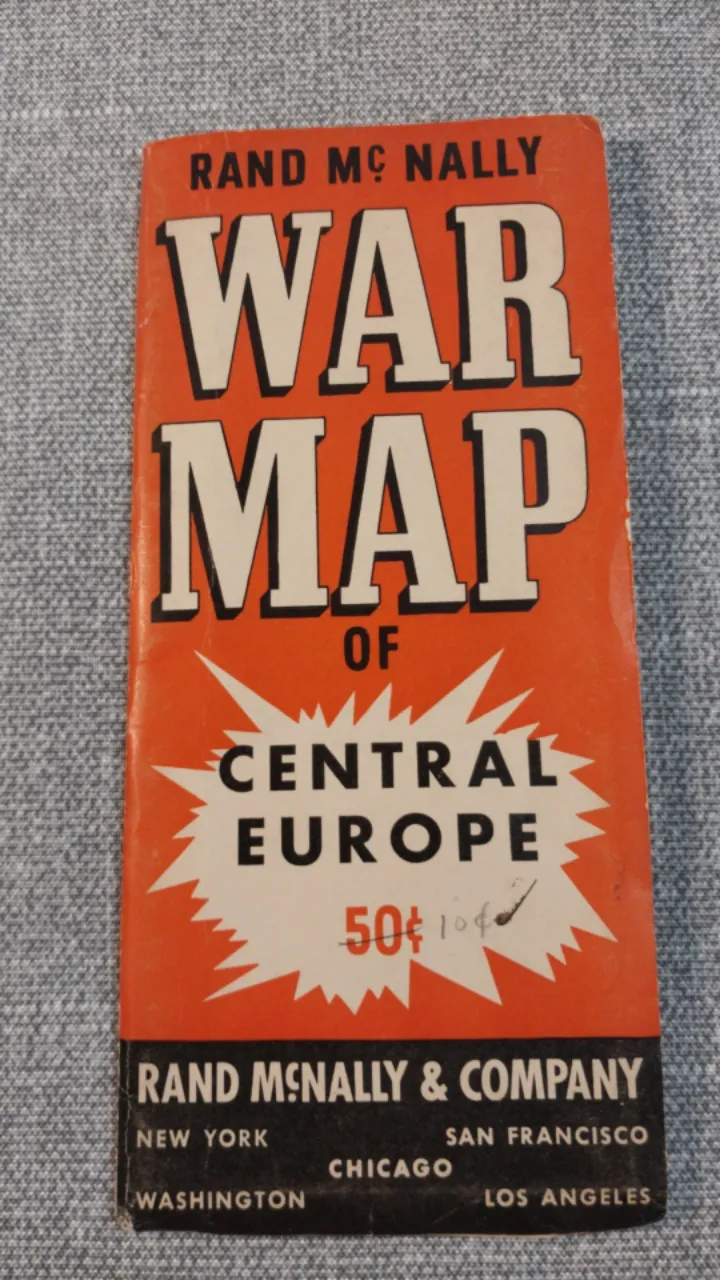 RAND McNALLY
WAR
MAP
OF
CENTRAL
EUROPE
50¢ 10¢
RAND McNALLY & COMPANY
NEW YORK SAN FRANCISCO
CHICAGO
WASHINGTON LOS ANGELES